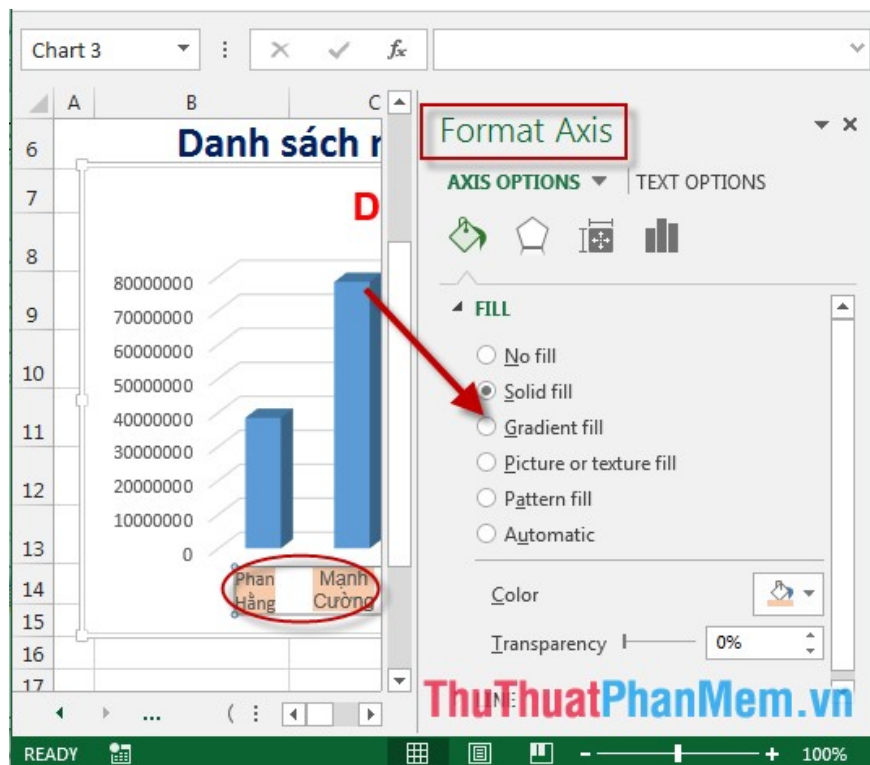 Chart 3
fx
A B C
6 Danh sách
7 D
8
80000000
9 70000000
60000000
10 50000000
11 40000000
30000000
12 20000000
10000000
13 0
14 Phan Mạnh
Hằng Cường
15
16
17
Format Axis
AXIS OPTIONS TEXT OPTIONS
FILL
No fill
Solid fill
Gradient fill
Picture or texture fill
Pattern fill
Automatic
Color
Transparency 0%
LINE
ThuThuatPhanMem.vn
...
READY 100%